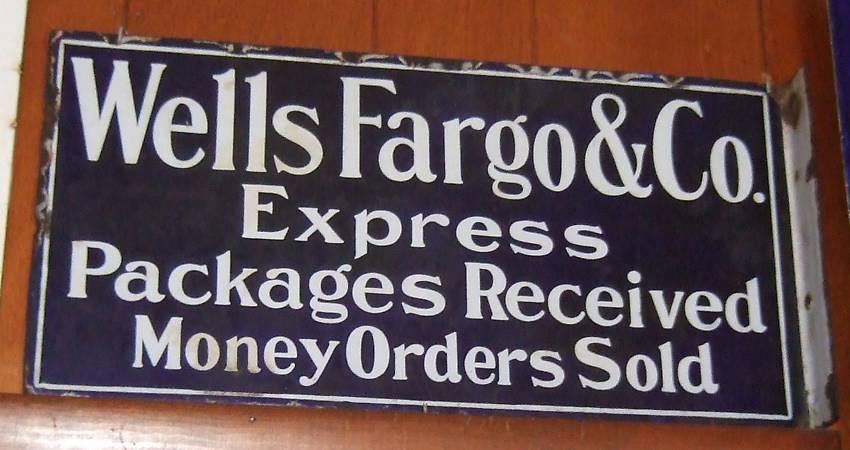 Wells Fargo & Co.
Express
Packages Received
Money Orders Sold